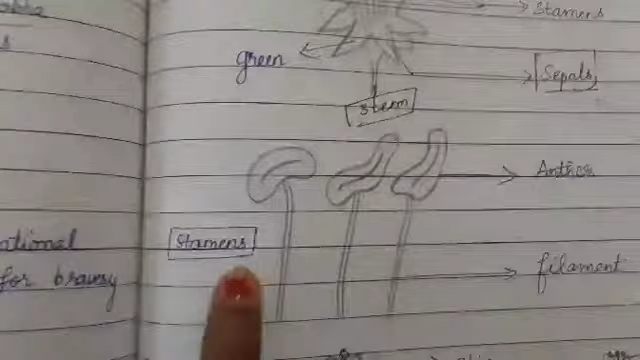 Stamens
green
Sepals
stem
Anther
Stamens
ational
for bravery
filament